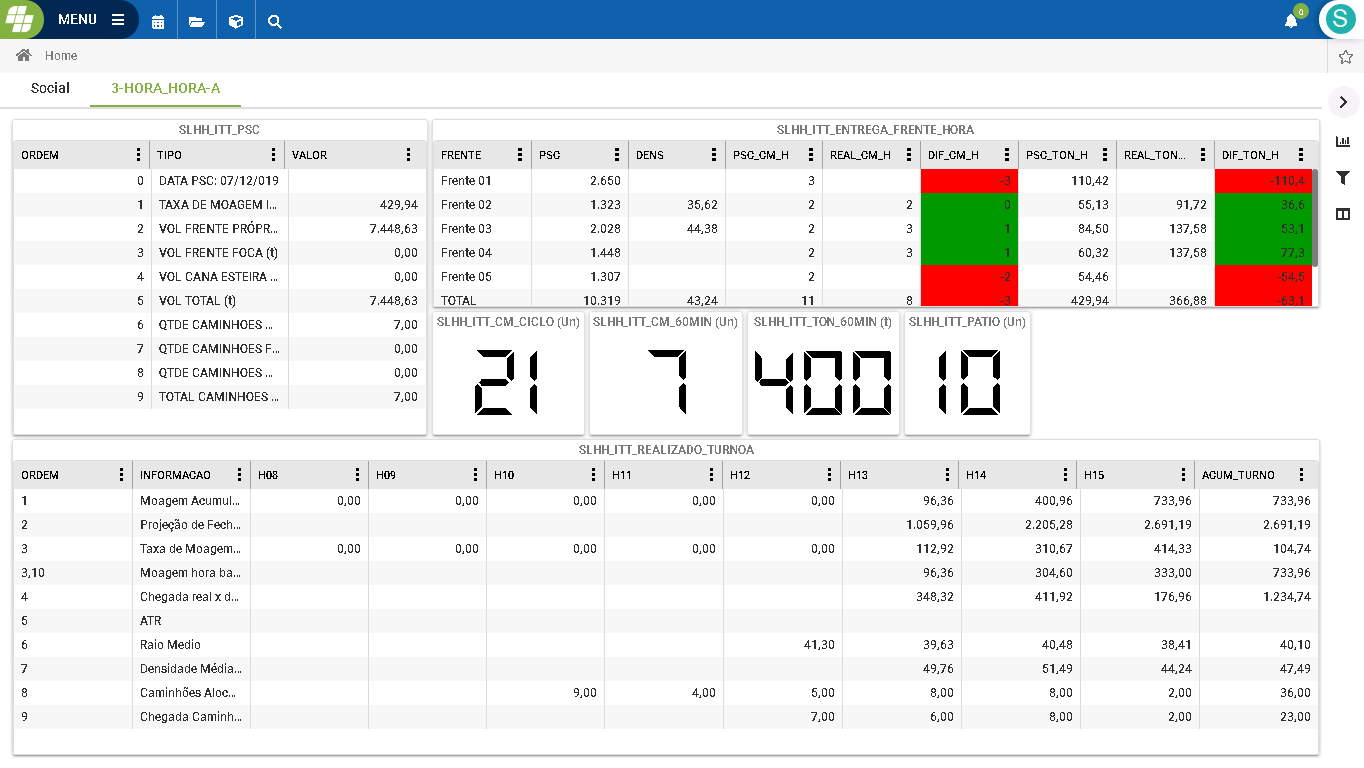 MENU
0
S
Home
Social 3-HORA_HORA-A
SLHH_ITT_PSC
ORDEM TIPO VALOR
0 DATA PSC: 07/12/019
1 TAXA DE MOAGEM I... 429,94
2 VOL FRENTE PRÓPR... 7.448,63
3 VOL FRENTE FOCA (t) 0,00
4 VOL CANA ESTEIRA ... 0,00
5 VOL TOTAL (t) 7.448,63
6 QTDE CAMINHOES ... 7,00
7 QTDE CAMINHOES F... 0,00
8 QTDE CAMINHOES ... 0,00
9 TOTAL CAMINHOES ... 7,00
SLHH_ITT_ENTREGA_FRENTE_HORA
FRENTE PSC DENS PSC_CM_H REAL_CM_H DIF_CM_H PSC_TON_H REAL_TON... DIF_TON_H
Frente 01 2.650 3 -3 110,42 -110,4
Frente 02 1.323 35,62 2 2 0 55,13 91,72 36,6
Frente 03 2.028 44,38 2 3 1 84,50 137,58 53,1
Frente 04 1.448 2 3 1 60,32 137,58 77,3
Frente 05 1.307 2 -2 54,46 -54,5
TOTAL 10.319 43,24 11 8 -3 429,94 366,88 -63,1
SLHH_ITT_CM_CICLO (Un) SLHH_ITT_CM_60MIN (Un) SLHH_ITT_TON_60MIN (t) SLHH_ITT_PATIO (Un)
21 7 400 10
SLHH_ITT_REALIZADO_TURNOA
ORDEM INFORMACAO H08 H09 H10 H11 H12 H13 H14 H15 ACUM_TURNO
1 Moagem Acumul... 0,00 0,00 0,00 0,00 0,00 96,36 400,96 733,96 733,96
2 Projeção de Fech... 1.059,96 2.205,28 2.691,19 2.691,19
3 Taxa de Moagem... 0,00 0,00 0,00 0,00 0,00 112,92 310,67 414,33 104,74
3,10 Moagem hora ba... 96,36 304,60 333,00 733,96
4 Chegada real x d... 348,32 411,92 176,96 1.234,74
5 ATR
6 Raio Medio 41,30 39,63 40,48 38,41 40,10
7 Densidade Média... 49,76 51,49 44,24 47,49
8 Caminhões Aloc... 9,00 4,00 5,00 8,00 8,00 2,00 36,00
9 Chegada Caminh... 7,00 6,00 8,00 2,00 23,00